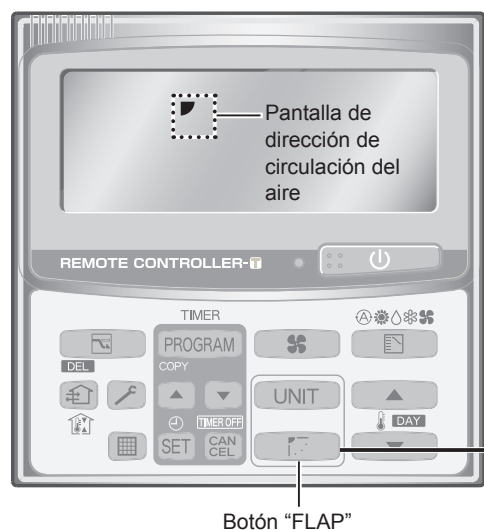 Pantalla de
dirección de
circulación del
aire
REMOTE CONTROLLER-T
TIMER
PROGRAM
A
DEL
COPY
UNIT
TIMER OFF
DAY
SET
CAN
CEL
Botón “FLAP”